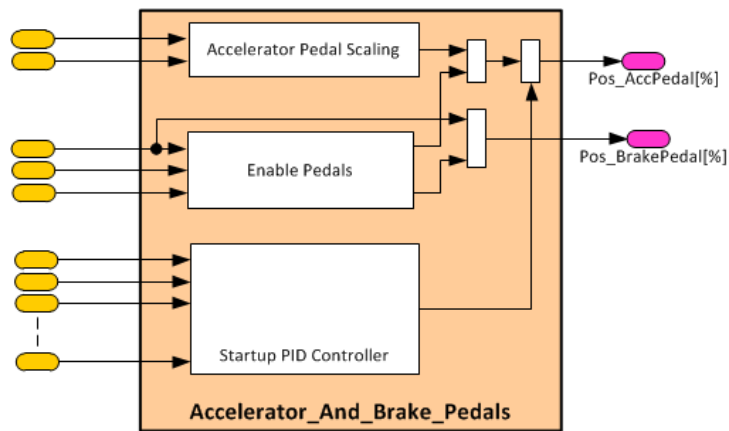 Accelerator Pedal Scaling
Pos_AccPedal[%]
Enable Pedals
Pos_BrakePedal[%]
Startup PID Controller
Accelerator_And_Brake_Pedals